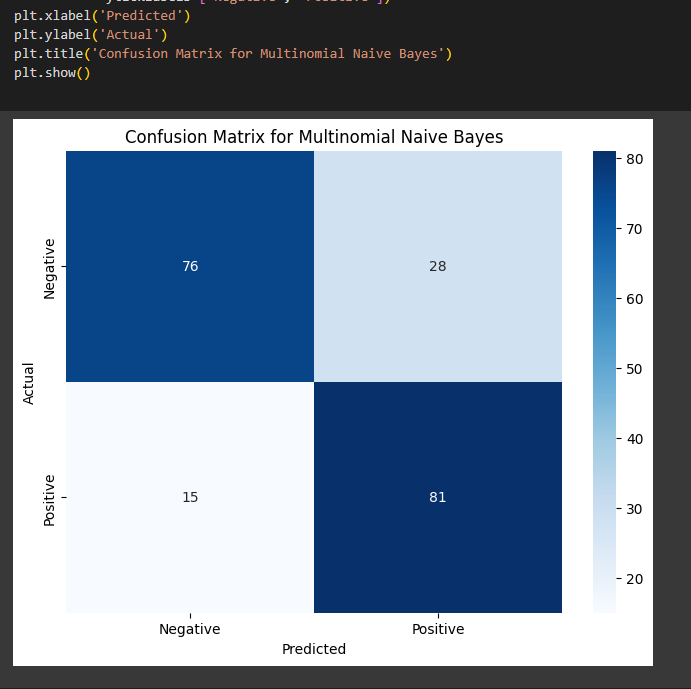 plt.xlabel('Predicted')
plt.ylabel('Actual')
plt.title('Confusion Matrix for Multinomial Naive Bayes')
plt.show()
Confusion Matrix for Multinomial Naive Bayes
80
70
60
50
40
30
20
Negative
76
28
Actual
Positive
15
81
Negative
Positive
Predicted